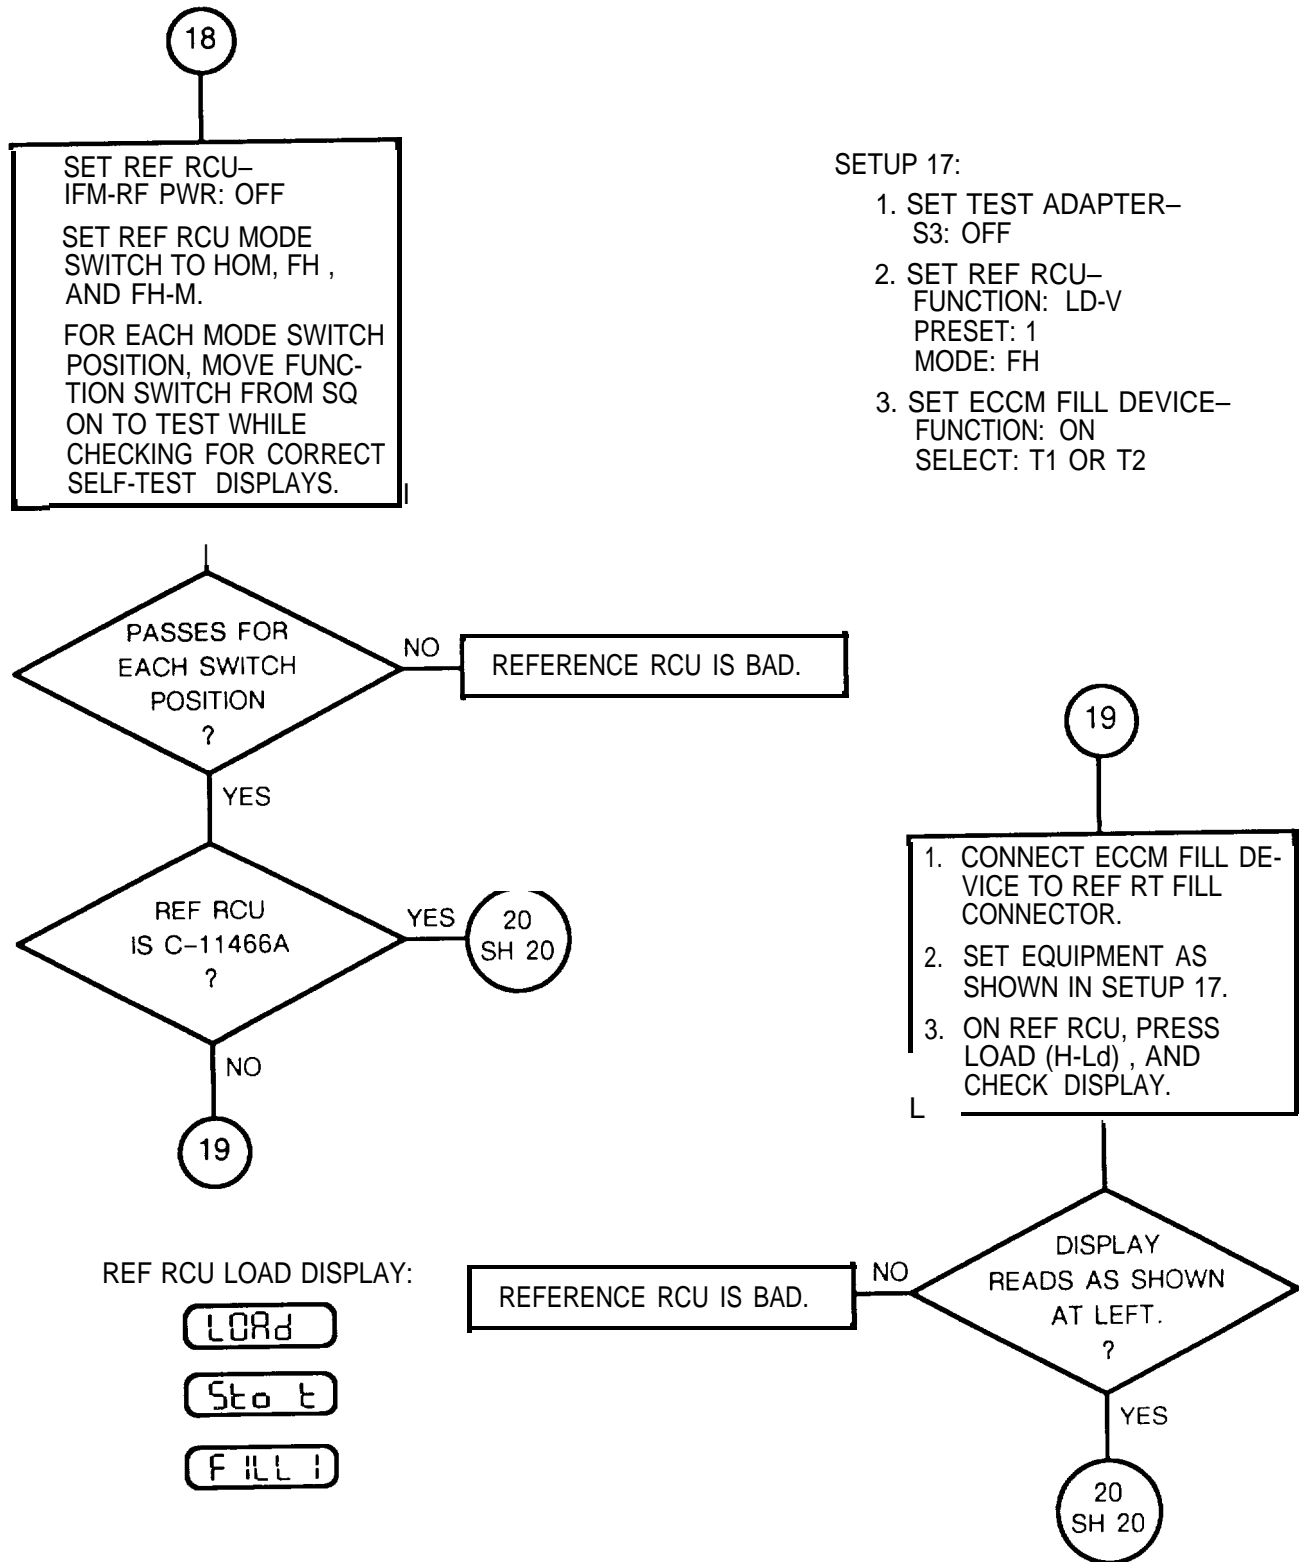 18
SET REF RCU–
IFM-RF PWR: OFF
SET REF RCU MODE
SWITCH TO HOM, FH ,
AND FH-M.
FOR EACH MODE SWITCH
POSITION, MOVE FUNC-
TION SWITCH FROM SQ
ON TO TEST WHILE
CHECKING FOR CORRECT
SELF-TEST DISPLAYS.
PASSES FOR
EACH SWITCH
POSITION
?
NO
REFERENCE RCU IS BAD.
YES
REF RCU
IS C–11466A
?
YES
20
SH 20
NO
19
SETUP 17:
1. SET TEST ADAPTER–
S3: OFF
2. SET REF RCU–
FUNCTION: LD-V
PRESET: 1
MODE: FH
3. SET ECCM FILL DEVICE–
FUNCTION: ON
SELECT: T1 OR T2
19
1. CONNECT ECCM FILL DE-
VICE TO REF RT FILL
CONNECTOR.
2. SET EQUIPMENT AS
SHOWN IN SETUP 17.
3. ON REF RCU, PRESS
LOAD (H-Ld) , AND
CHECK DISPLAY.
DISPLAY
READS AS SHOWN
AT LEFT.
?
NO
REFERENCE RCU IS BAD.
YES
20
SH 20
REF RCU LOAD DISPLAY:
LOAd
Sto t
FILL 1